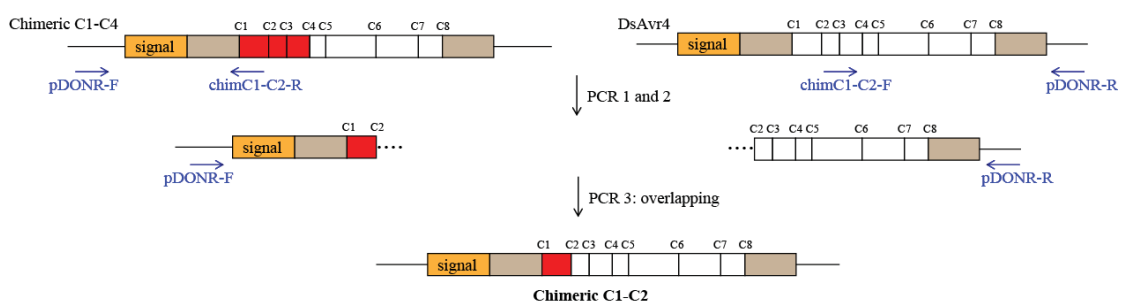 Chimeric C1-C4
C1 C2 C3 C4 C5 C6 C7 C8
signal
pDONR-F
chimC1-C2-R
DsAvr4
C1 C2 C3 C4 C5 C6 C7 C8
signal
chimC1-C2-F
pDONR-R
PCR 1 and 2
C1 C2
signal
pDONR-F
C2 C3 C4 C5 C6 C7 C8
pDONR-R
PCR 3: overlapping
C1 C2 C3 C4 C5 C6 C7 C8
signal
Chimeric C1-C2